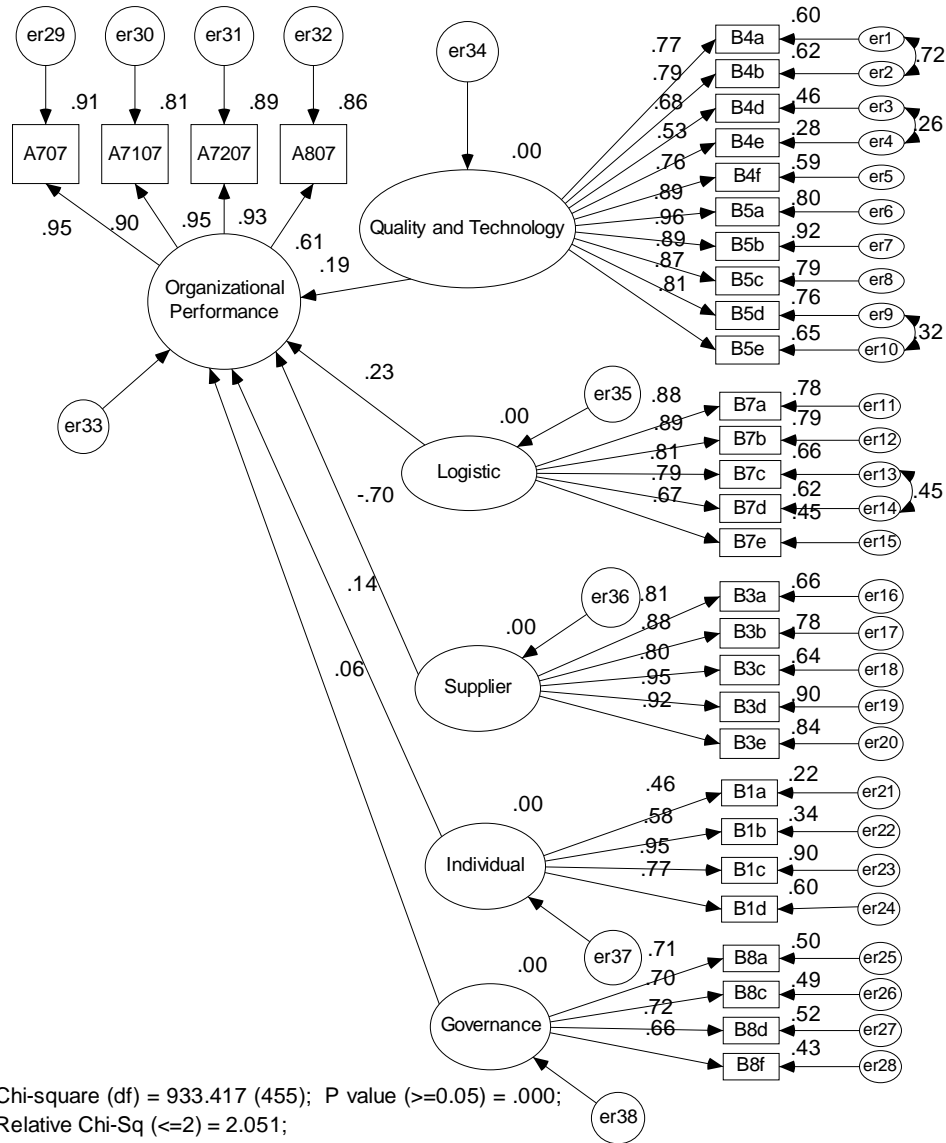 er29 er30 er31 er32
.91 .81 .89 .86
A707 A7107 A7207 A807
.95 .90 .95 .93
.61
Organizational
Performance
er33
er34
.00
Quality and Technology
.19
.77 B4a .60 er1
.79 B4b .62 er2
.72
.68 B4d .46 er3
.53 B4e .28 er4
.26
.76 B4f .59 er5
.89 B5a .80 er6
.96 B5b .92 er7
.89 B5c .79 er8
.87 B5d .76 er9
.81 B5e .65 er10
.32
.23
er35
.00
Logistic
.88 B7a .78 er11
.89 B7b .79 er12
.81 B7c .66 er13
.79 B7d .62 er14
.45
.67 B7e .45 er15
-.70
er36
.00
Supplier
.81 B3a .66 er16
.88 B3b .78 er17
.80 B3c .64 er18
.95 B3d .90 er19
.92 B3e .84 er20
.14
.00
Individual
er37
.46 B1a .22 er21
.58 B1b .34 er22
.95 B1c .90 er23
.77 B1d .60 er24
.06
.00
Governance
er38
.71 B8a .50 er25
.70 B8c .49 er26
.72 B8d .52 er27
.66 B8f .43 er28
Chi-square (df) = 933.417 (455); P value (>=0.05) = .000;
Relative Chi-Sq (<=2) = 2.051;